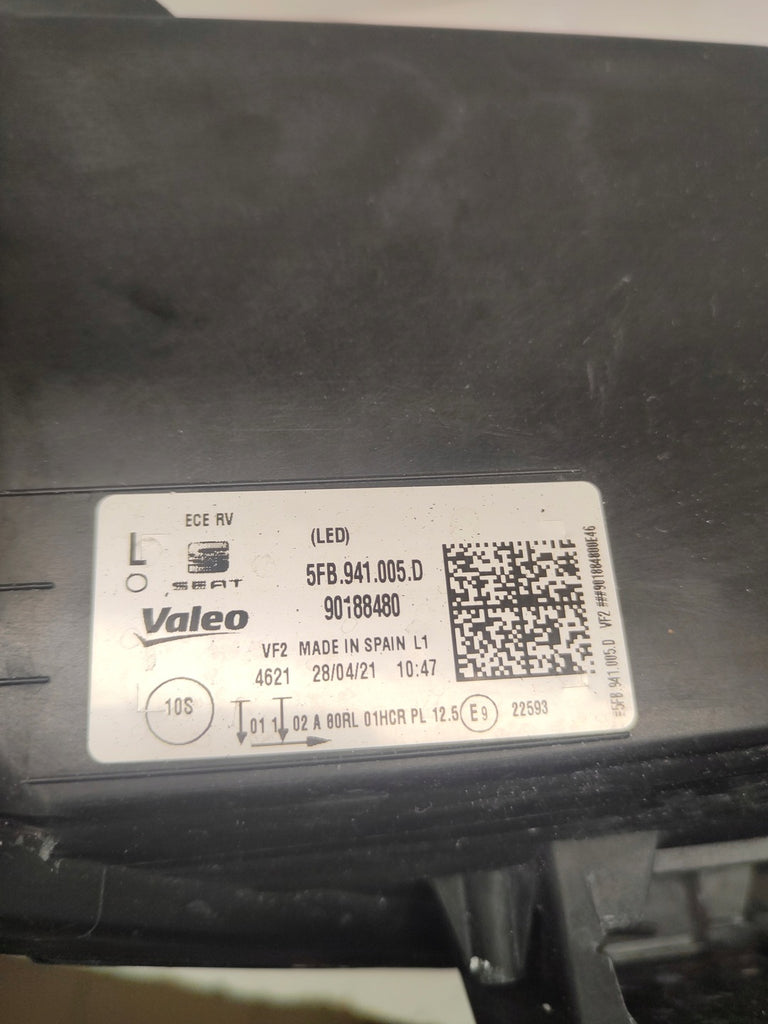 ECE RV
L
SEAT
(LED)
5FB.941.005.D
90188480
Valeo
VF2 MADE IN SPAIN L1
4621 28/04/21 10:47
10S
01 1 02 A 80RL 01HCR PL 12.5 E9 22593
#5FB.941.005.D VF2 ###901884800E46